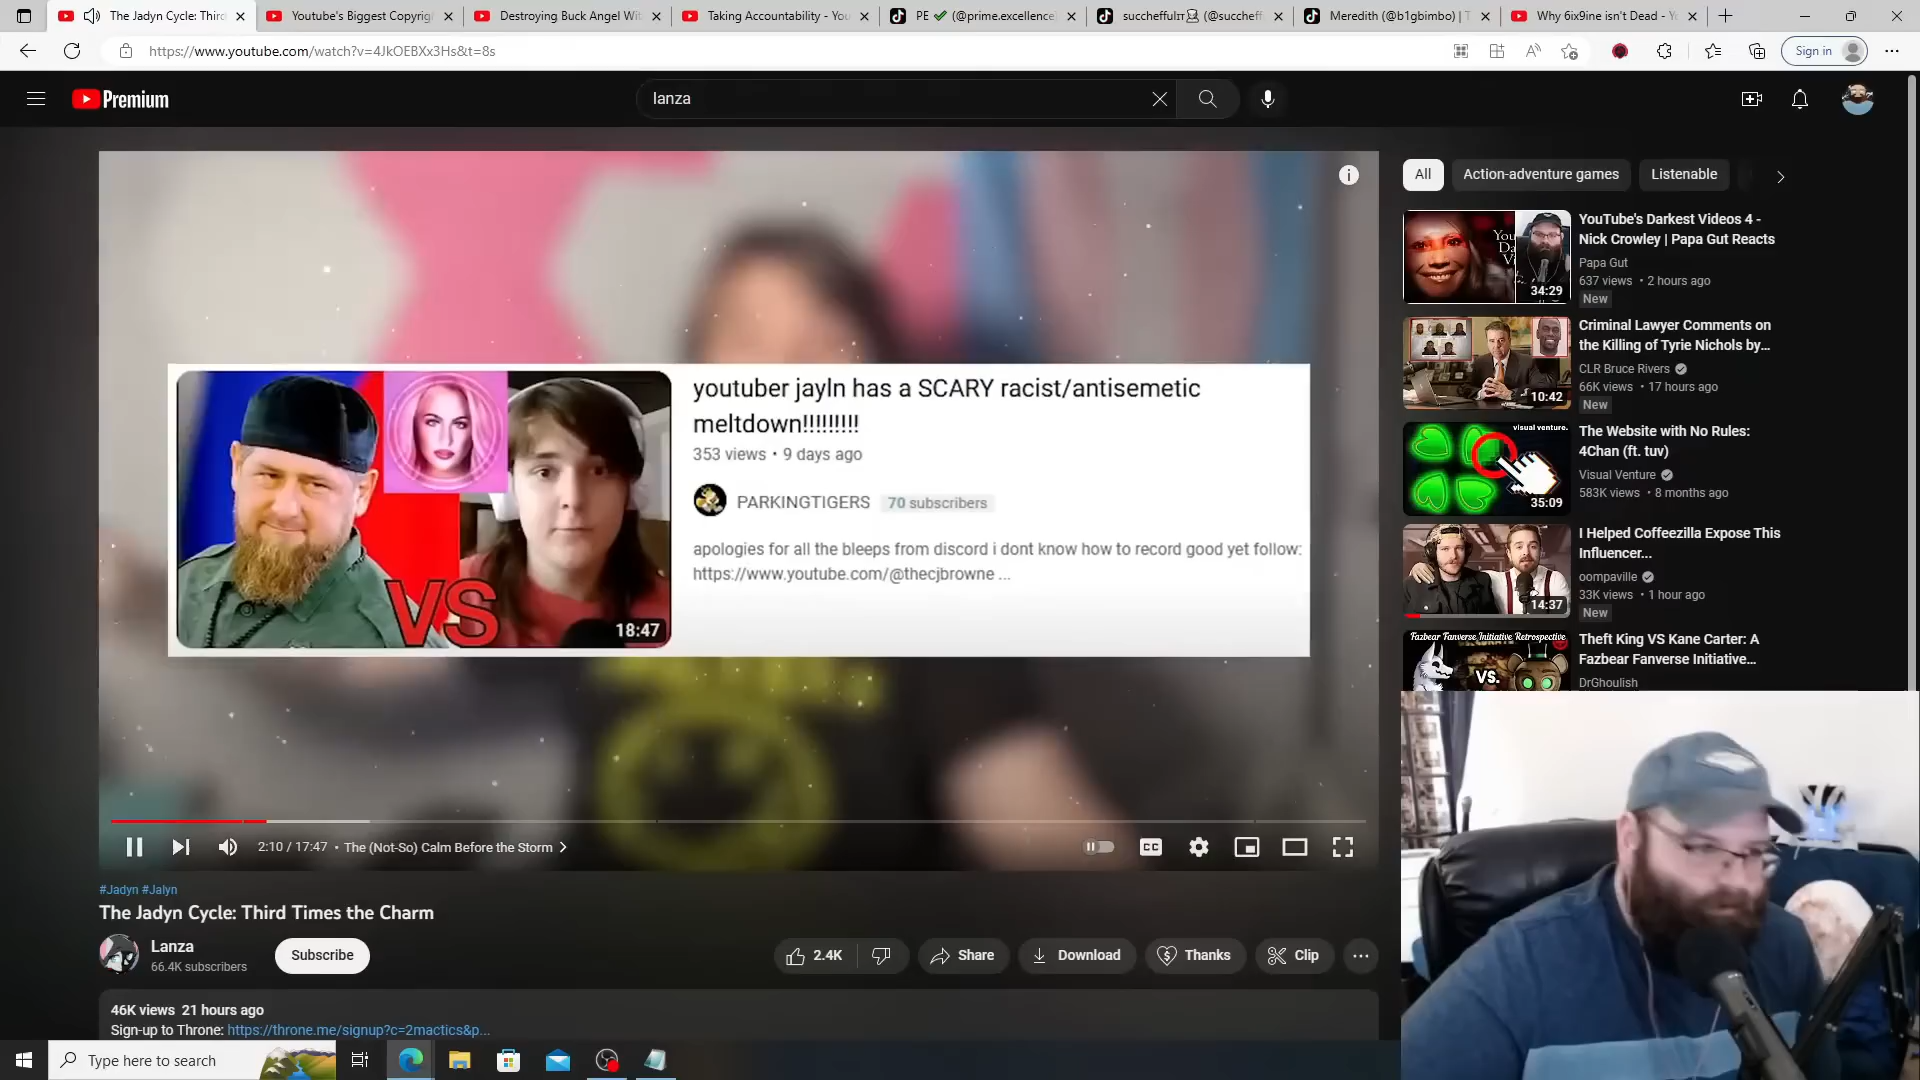 The Jadyn Cycle: Third
Youtube's Biggest Copyrig
Destroying Buck Angel Wit
Taking Accountability - You
PE ✔ (@prime.excellence
(@succheff
Meredith (@b1gbimbo) | T
Why 6ix9ine isn't Dead - Yo
https://www.youtube.com/watch?v=4JkOEBXx3Hs&t=8s
Sign in
Premium
lanza
youtuber jayln has a SCARY racist/antisemetic
meltdown!!!!!!!!!
353 views • 9 days ago
PARKINGTIGERS 70 subscribers
apologies for all the bleeps from discord i dont know how to record good yet follow:
https://www.youtube.com/@thecjbrowne ...
VS
18:47
2:10 / 17:47 • The (Not-So) Calm Before the Storm
CC
#Jadyn #Jalyn
The Jadyn Cycle: Third Times the Charm
Lanza
66.4K subscribers
Subscribe
2.4K
Share
Download
Thanks
Clip
46K views 21 hours ago
Sign-up to Throne: https://throne.me/signup?c=2mactics&p...
All
Action-adventure games
Listenable
34:29
YouTube's Darkest Videos 4 -
Nick Crowley | Papa Gut Reacts
Papa Gut
637 views • 2 hours ago
New
10:42
Criminal Lawyer Comments on
the Killing of Tyrie Nichols by...
CLR Bruce Rivers
66K views • 17 hours ago
New
visual venture.
35:09
The Website with No Rules:
4Chan (ft. tuv)
Visual Venture
583K views • 8 months ago
14:37
I Helped Coffeezilla Expose This
Influencer...
oompaville
33K views • 1 hour ago
New
Fazbear Fanverse Initiative Retrospective
VS.
Theft King VS Kane Carter: A
Fazbear Fanverse Initiative...
DrGhoulish
Type here to search